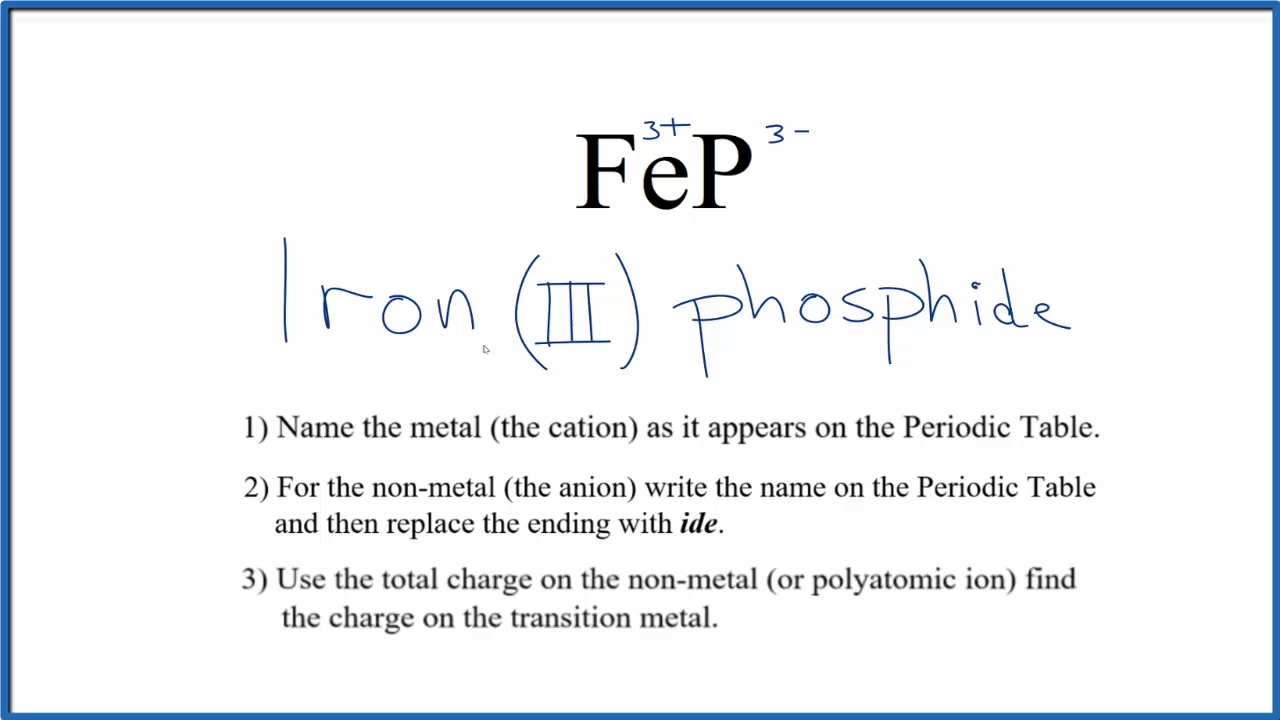 3+ 3-
FeP
Iron (III) phosphide
1) Name the metal (the cation) as it appears on the Periodic Table.
2) For the non-metal (the anion) write the name on the Periodic Table
and then replace the ending with ide.
3) Use the total charge on the non-metal (or polyatomic ion) find
the charge on the transition metal.